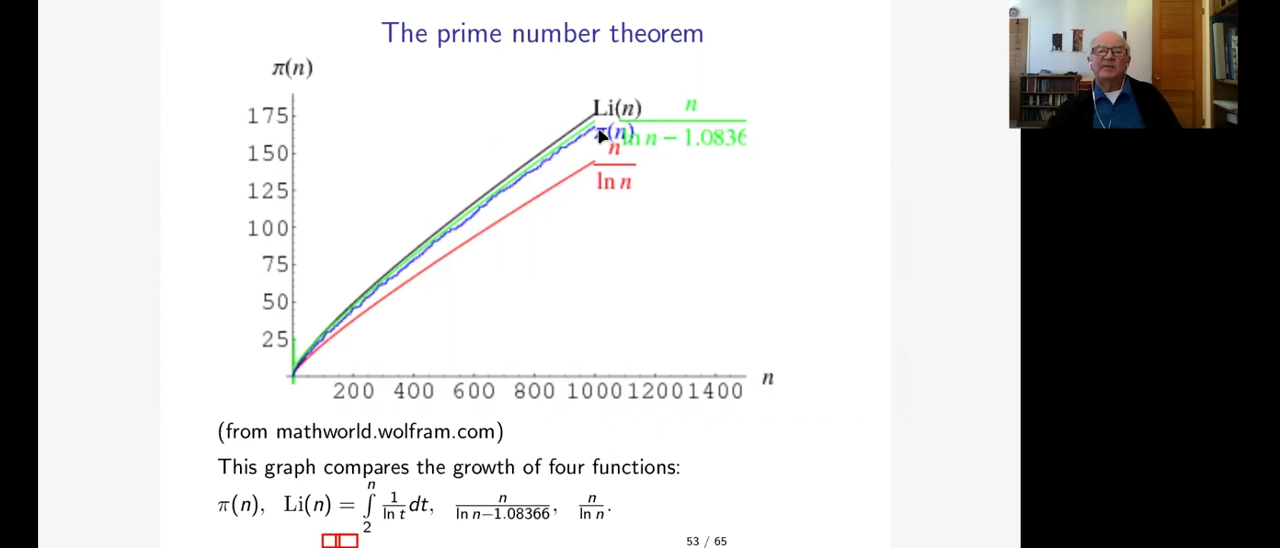 The prime number theorem
π(n)
175
150
125
100
75
50
25
Li(n)
n
ln n − 1.0836
π(n)
n
ln n
200 400 600 800 1000 1200 1400
n
(from mathworld.wolfram.com)
This graph compares the growth of four functions:
π(n), Li(n) = ∫₂ⁿ 1/ln t dt, n/ln n−1.08366, n/ln n.
53 / 65